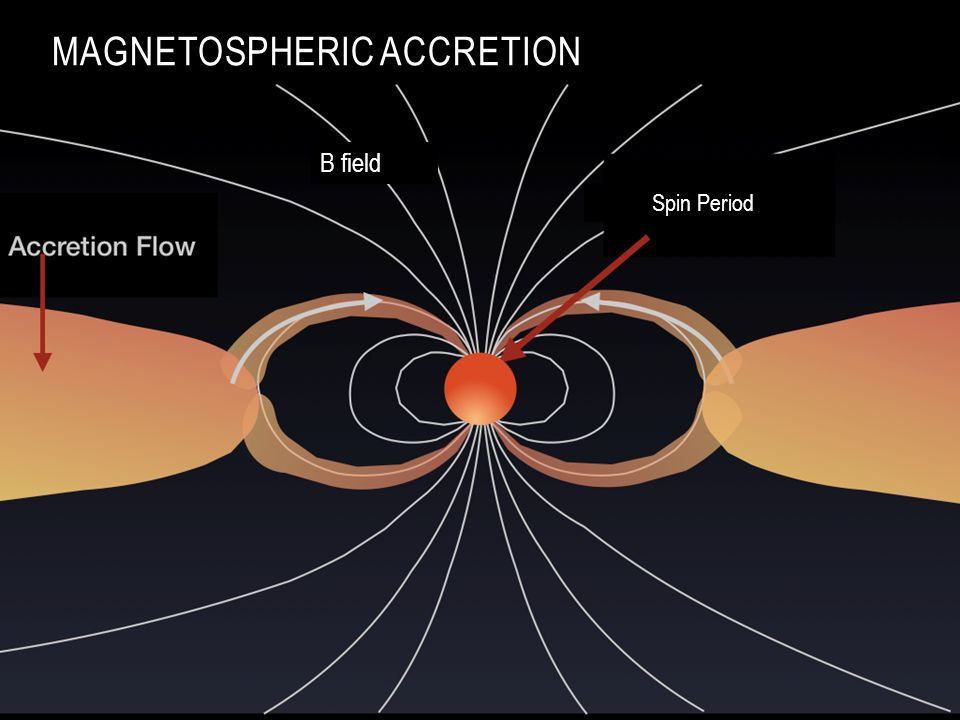 MAGNETOSPHERIC ACCRETION
B field
Spin Period
Accretion Flow